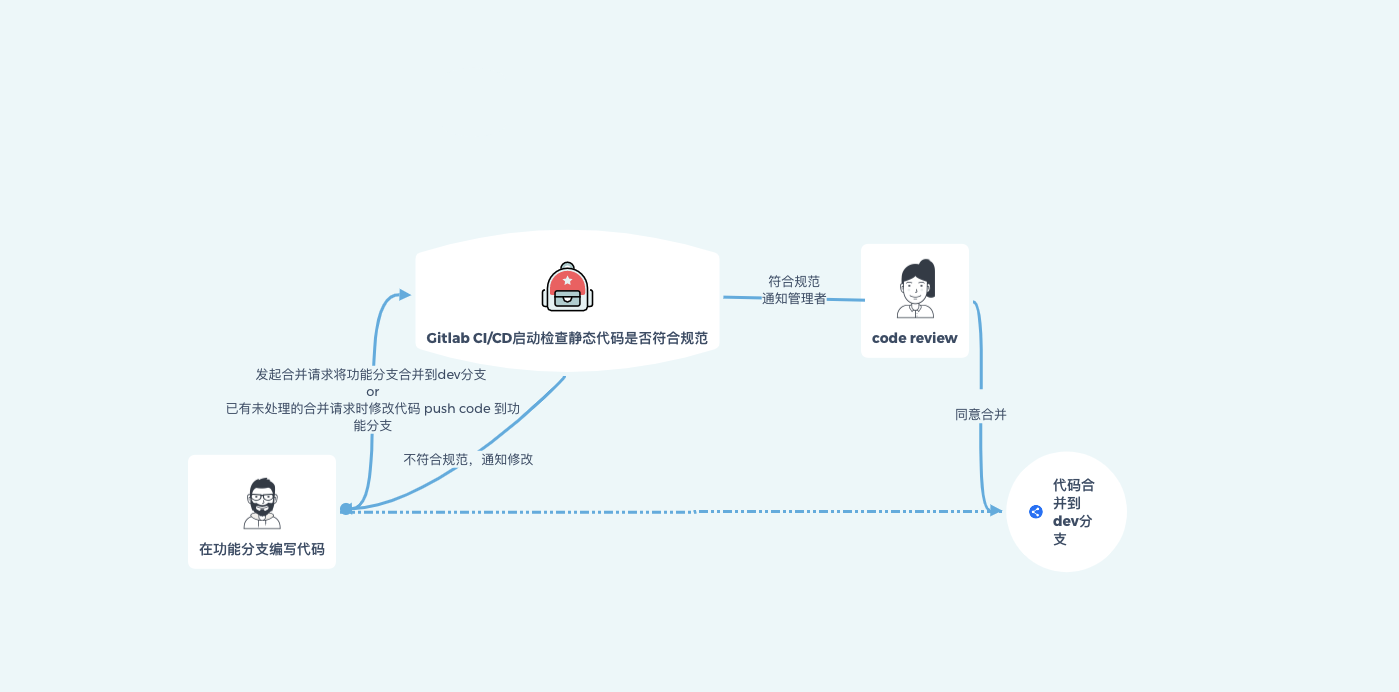 符合规范
通知管理者
Gitlab CI/CD启动检查静态代码是否符合规范
code review
发起合并请求将功能分支合并到dev分支
or
已有未处理的合并请求时修改代码 push code 到功
能分支
同意合并
不符合规范，通知修改
代码合
并到
dev分
支
在功能分支编写代码